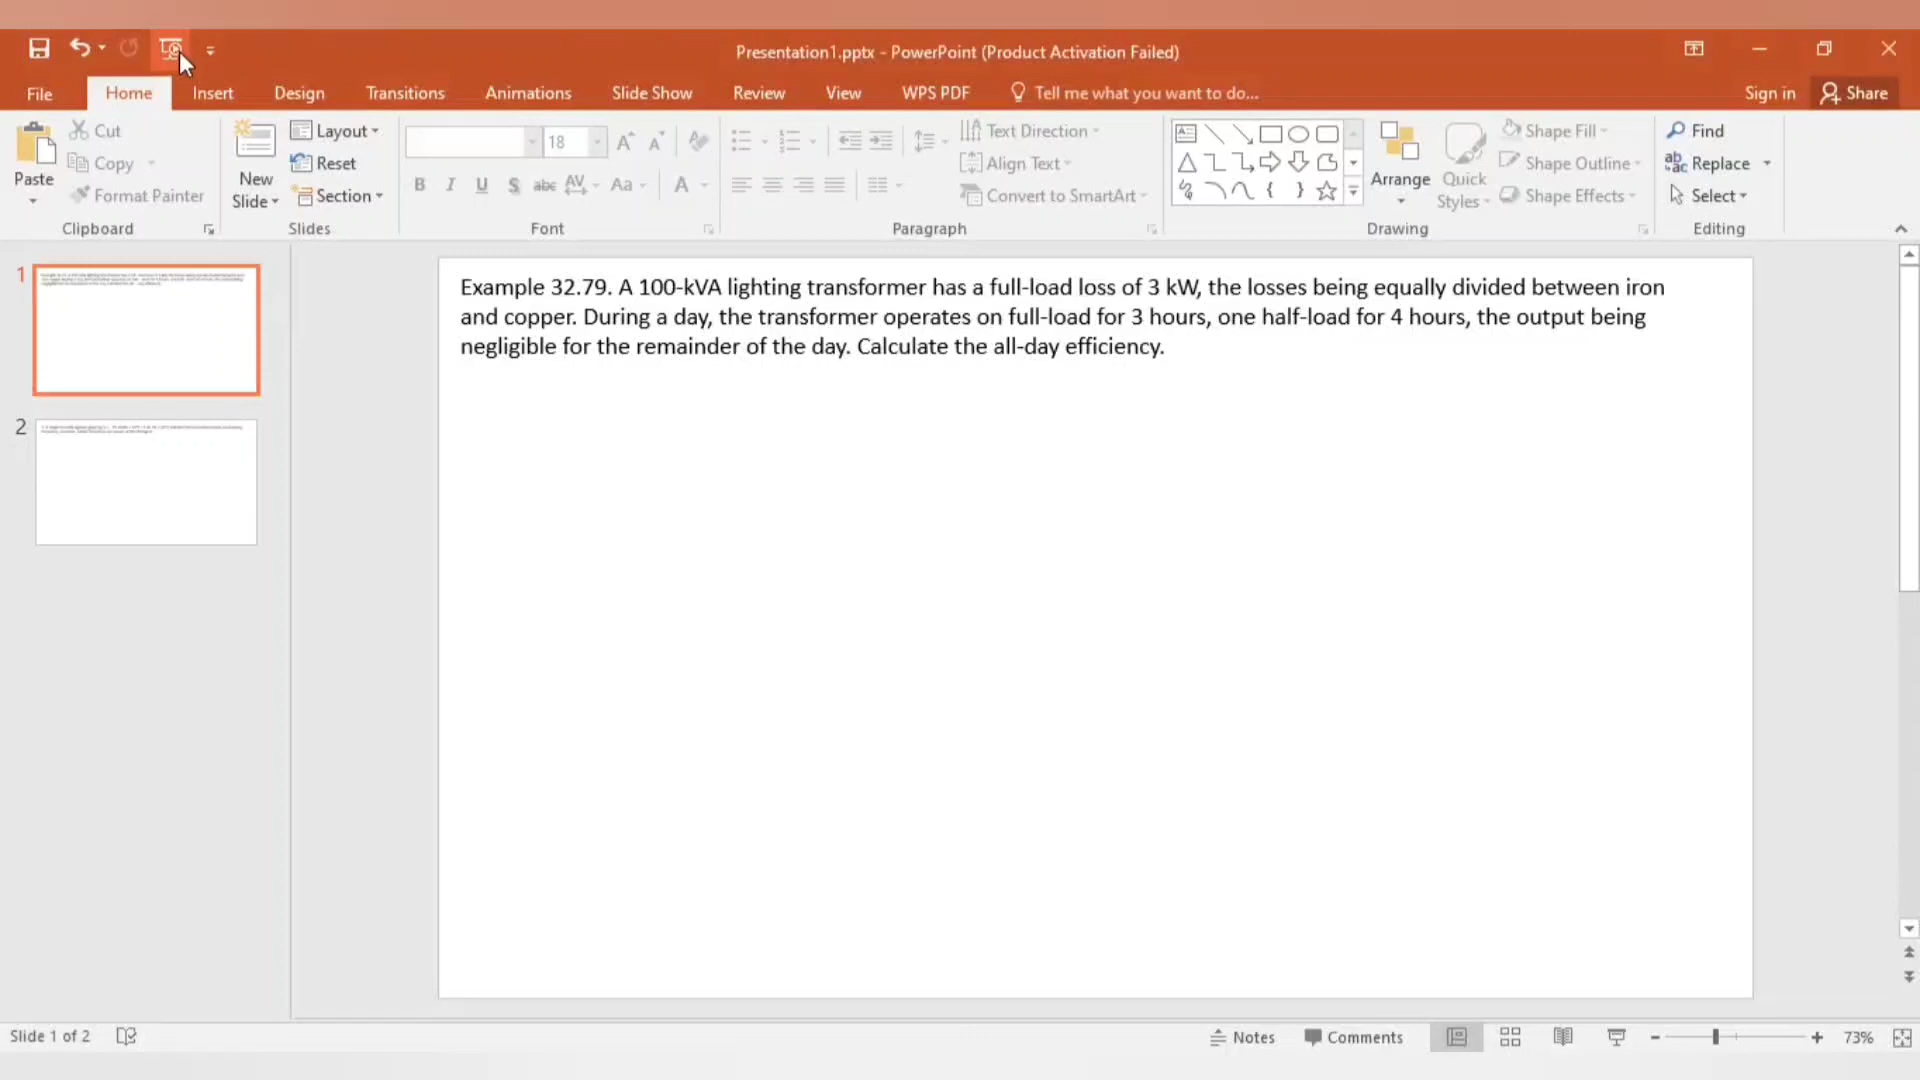 Presentation1.pptx - PowerPoint (Product Activation Failed)
File Home Insert Design Transitions Animations Slide Show Review View WPS PDF Tell me what you want to do... Sign in Share
Paste
Cut
Copy
Format Painter
Clipboard
New Slide
Layout
Reset
Section
Slides
18
B I U S abc AV Aa A
Font
Text Direction
Align Text
Convert to SmartArt
Paragraph
Arrange
Quick Styles
Shape Fill
Shape Outline
Shape Effects
Drawing
Find
Replace
Select
Editing
1
2
Example 32.79. A 100-kVA lighting transformer has a full-load loss of 3 kW, the losses being equally divided between iron
and copper. During a day, the transformer operates on full-load for 3 hours, one half-load for 4 hours, the output being
negligible for the remainder of the day. Calculate the all-day efficiency.
Slide 1 of 2
Notes Comments 73%